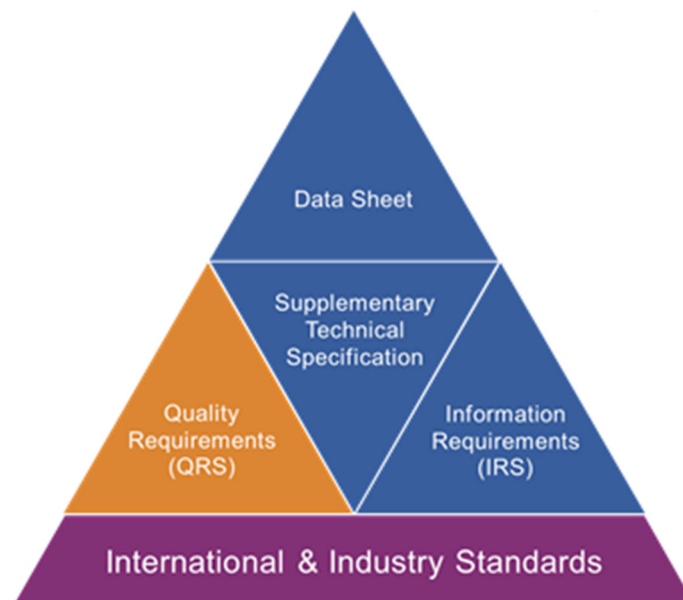 Data Sheet
Supplementary
Technical
Specification
Quality
Requirements
(QRS)
Information
Requirements
(IRS)
International & Industry Standards